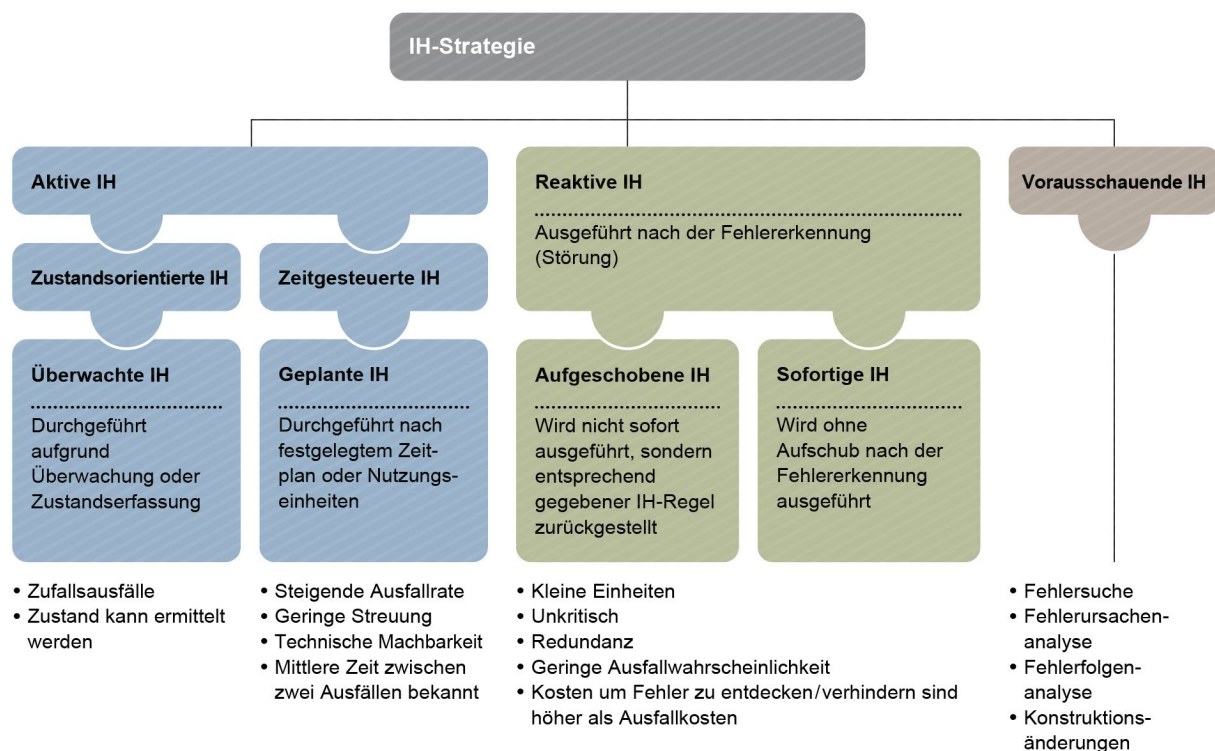 IH-Strategie
Aktive IH
Zustandsorientierte IH
Zeitgesteuerte IH
Überwachte IH
Durchgeführt
aufgrund
Überwachung oder
Zustandserfassung
Geplante IH
Durchgeführt nach
festgelegtem Zeit-
plan oder Nutzungs-
einheiten
Reaktive IH
Ausgeführt nach der Fehlererkennung
(Störung)
Aufgeschobene IH
Wird nicht sofort
ausgeführt, sondern
entsprechend
gegebener IH-Regel
zurückgestellt
Sofortige IH
Wird ohne
Aufschub nach der
Fehlererkennung
ausgeführt
Vorausschauende IH
• Zufallsausfälle
• Zustand kann ermittelt
werden
• Steigende Ausfallrate
• Geringe Streuung
• Technische Machbarkeit
• Mittlere Zeit zwischen
zwei Ausfällen bekannt
• Kleine Einheiten
• Unkritisch
• Redundanz
• Geringe Ausfallwahrscheinlichkeit
• Kosten um Fehler zu entdecken/verhindern sind
höher als Ausfallkosten
• Fehlersuche
• Fehlerursachen-
analyse
• Fehlerfolgen-
analyse
• Konstruktions-
änderungen